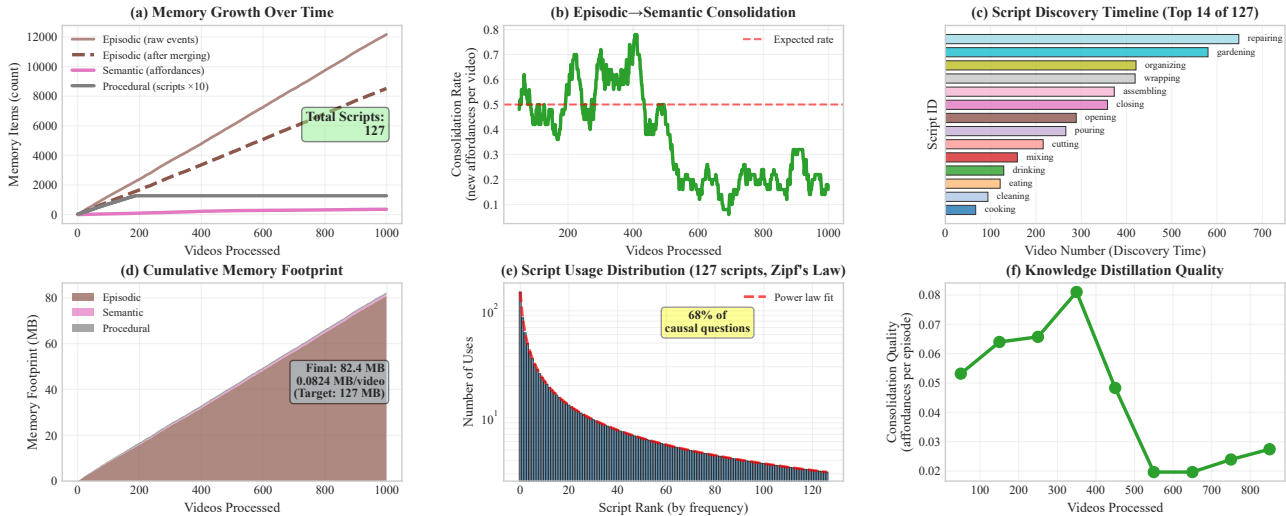 (a) Memory Growth Over Time
Memory Items (count)
12000
10000
8000
6000
4000
2000
0
Episodic (raw events)
Episodic (after merging)
Semantic (affordances)
Procedural (scripts ×10)
Total Scripts:
127
0
200
400
600
800
1000
Videos Processed
(b) Episodic→Semantic Consolidation
Consolidation Rate
(new affordances per video)
0.8
0.7
0.6
0.5
0.4
0.3
0.2
0.1
Expected rate
200
400
600
800
1000
Videos Processed
(c) Script Discovery Timeline (Top 14 of 127)
Script ID
repairing
gardening
organizing
wrapping
assembling
closing
opening
pouring
cutting
mixing
drinking
eating
cleaning
cooking
0
100
200
300
400
500
600
700
Video Number (Discovery Time)
(d) Cumulative Memory Footprint
Memory Footprint (MB)
80
60
40
20
0
Episodic
Semantic
Procedural
Final: 82.4 MB
0.0824 MB/video
(Target: 127 MB)
0
200
400
600
800
1000
Videos Processed
(e) Script Usage Distribution (127 scripts, Zipf's Law)
Number of Uses
10²
10¹
Power law fit
68% of
causal questions
0
20
40
60
80
100
120
Script Rank (by frequency)
(f) Knowledge Distillation Quality
Consolidation Quality
(affordances per episode)
0.08
0.07
0.06
0.05
0.04
0.03
0.02
100
200
300
400
500
600
700
800
Videos Processed